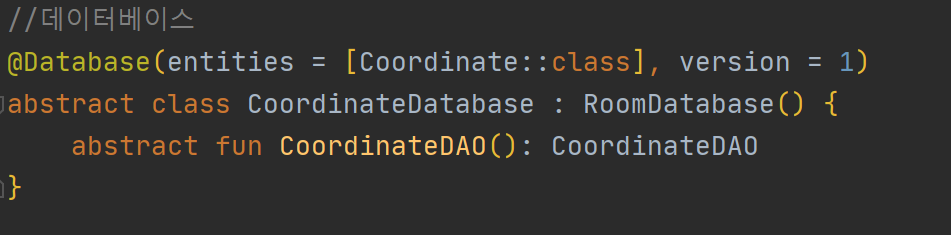 //데이터베이스
@Database(entities = [Coordinate::class], version = 1)
abstract class CoordinateDatabase : RoomDatabase() {
    abstract fun CoordinateDAO(): CoordinateDAO
}